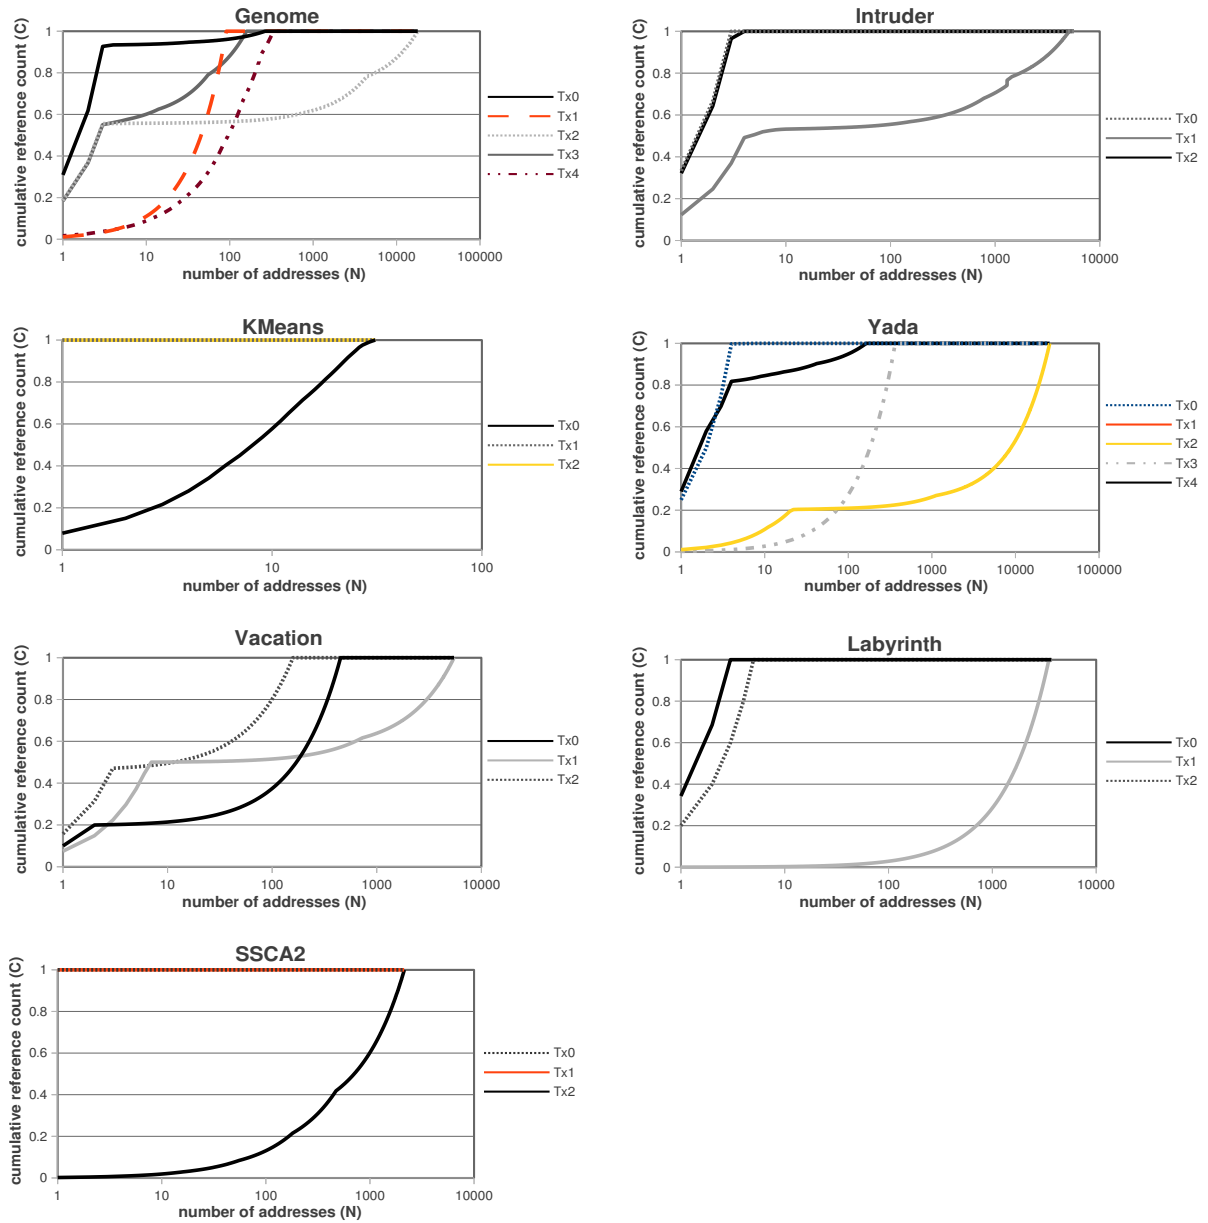 Genome
cumulative reference count (C)
1
0.8
0.6
0.4
0.2
0
1 10 100 1000 10000 100000
number of addresses (N)
Tx0
Tx1
Tx2
Tx3
Tx4
Intruder
cumulative reference count (C)
1
0.8
0.6
0.4
0.2
0
1 10 100 1000 10000
number of addresses (N)
Tx0
Tx1
Tx2
KMeans
cumulative reference count (C)
1
0.8
0.6
0.4
0.2
0
1 10 100
number of addresses (N)
Tx0
Tx1
Tx2
Yada
cumulative reference count (C)
1
0.8
0.6
0.4
0.2
0
1 10 100 1000 10000 100000
number of addresses (N)
Tx0
Tx1
Tx2
Tx3
Tx4
Vacation
cumulative reference count (C)
1
0.8
0.6
0.4
0.2
0
1 10 100 1000 10000
number of addresses (N)
Tx0
Tx1
Tx2
Labyrinth
cumulative reference count (C)
1
0.8
0.6
0.4
0.2
0
1 10 100 1000 10000
number of addresses (N)
Tx0
Tx1
Tx2
SSCA2
cumulative reference count (C)
1
0.8
0.6
0.4
0.2
0
1 10 100 1000 10000
number of addresses (N)
Tx0
Tx1
Tx2